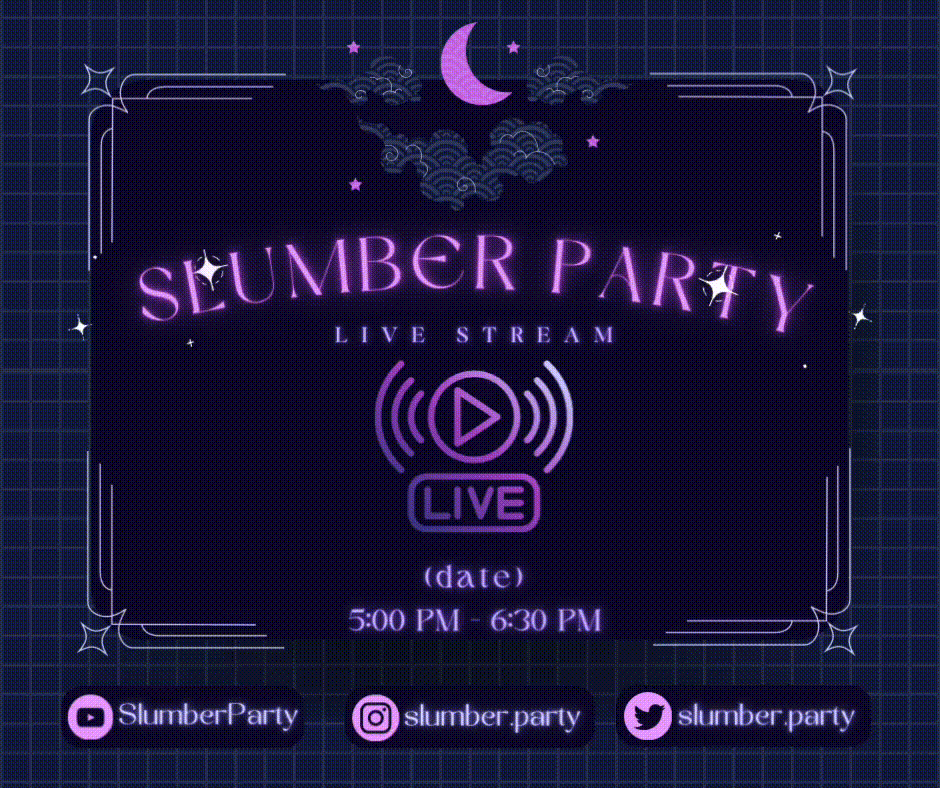 SLUMBER PARTY
LIVE STREAM
LIVE
(date)
5:00 PM - 6:30 PM
SlumberParty
slumber.party
slumber.party